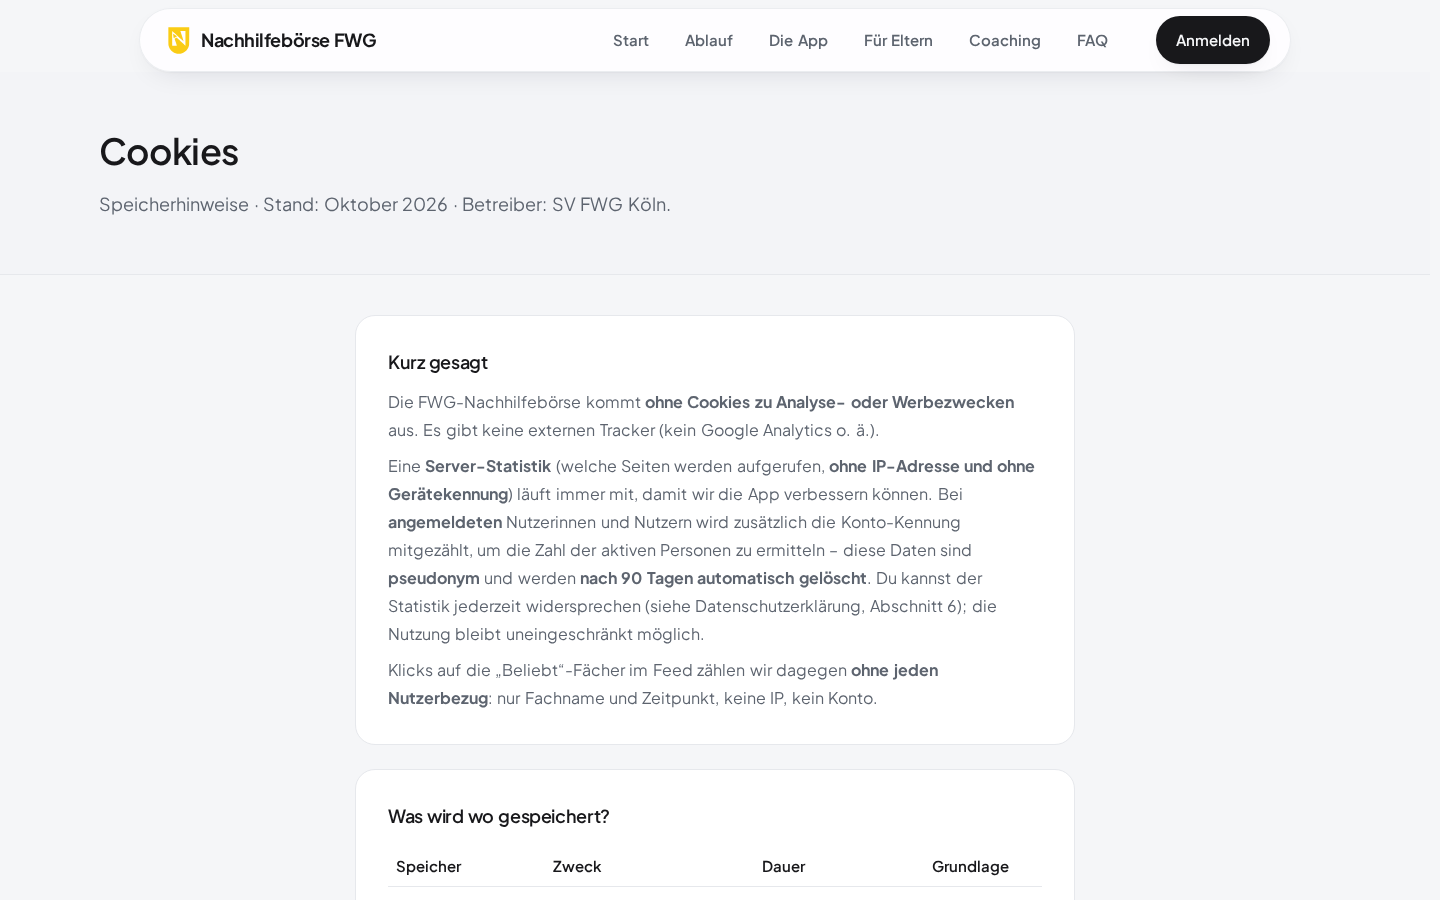 Nachhilfebörse FWG
Start Ablauf Die App Für Eltern Coaching FAQ Anmelden
Cookies
Speicherhinweise · Stand: Oktober 2026 · Betreiber: SV FWG Köln.
Kurz gesagt
Die FWG-Nachhilfebörse kommt ohne Cookies zu Analyse- oder Werbezwecken
aus. Es gibt keine externen Tracker (kein Google Analytics o. ä.).
Eine Server-Statistik (welche Seiten werden aufgerufen, ohne IP-Adresse und ohne
Gerätekennung) läuft immer mit, damit wir die App verbessern können. Bei
angemeldeten Nutzerinnen und Nutzern wird zusätzlich die Konto-Kennung
mitgezählt, um die Zahl der aktiven Personen zu ermitteln – diese Daten sind
pseudonym und werden nach 90 Tagen automatisch gelöscht. Du kannst der
Statistik jederzeit widersprechen (siehe Datenschutzerklärung, Abschnitt 6); die
Nutzung bleibt uneingeschränkt möglich.
Klicks auf die „Beliebt“-Fächer im Feed zählen wir dagegen ohne jeden
Nutzerbezug: nur Fachname und Zeitpunkt, keine IP, kein Konto.
Was wird wo gespeichert?
Speicher Zweck Dauer Grundlage